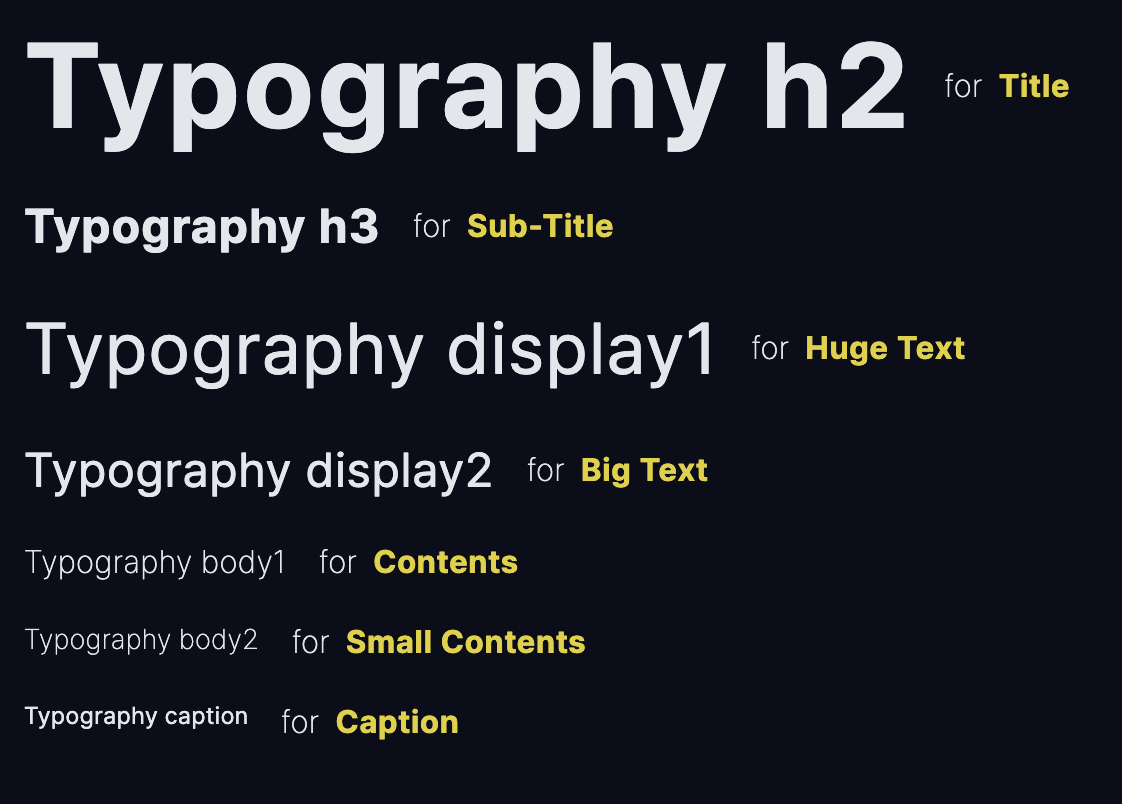 Typography h2 for Title
Typography h3 for Sub-Title
Typography display1 for Huge Text
Typography display2 for Big Text
Typography body1 for Contents
Typography body2 for Small Contents
Typography caption for Caption